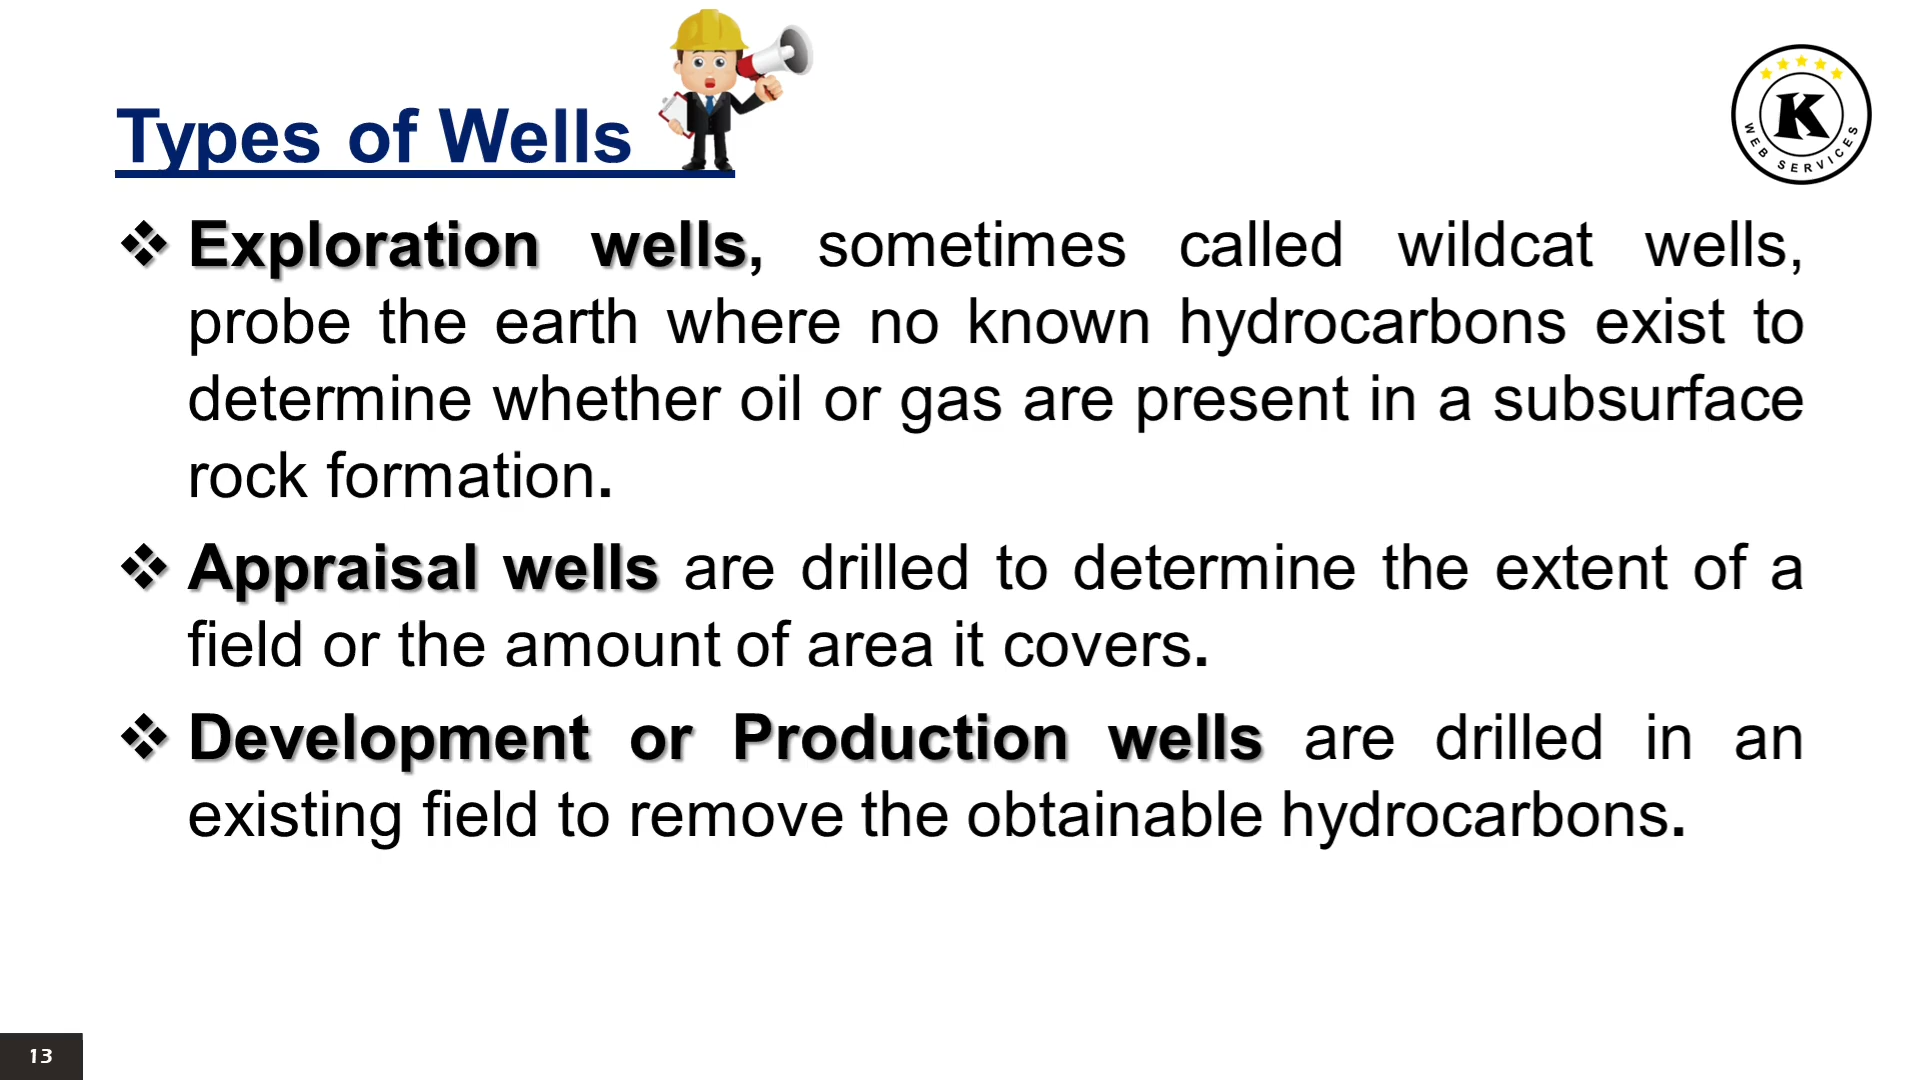 Types of Wells
K
WEB SERVICES
❖ Exploration wells, sometimes called wildcat wells,
probe the earth where no known hydrocarbons exist to
determine whether oil or gas are present in a subsurface
rock formation.
❖ Appraisal wells are drilled to determine the extent of a
field or the amount of area it covers.
❖ Development or Production wells are drilled in an
existing field to remove the obtainable hydrocarbons.
13